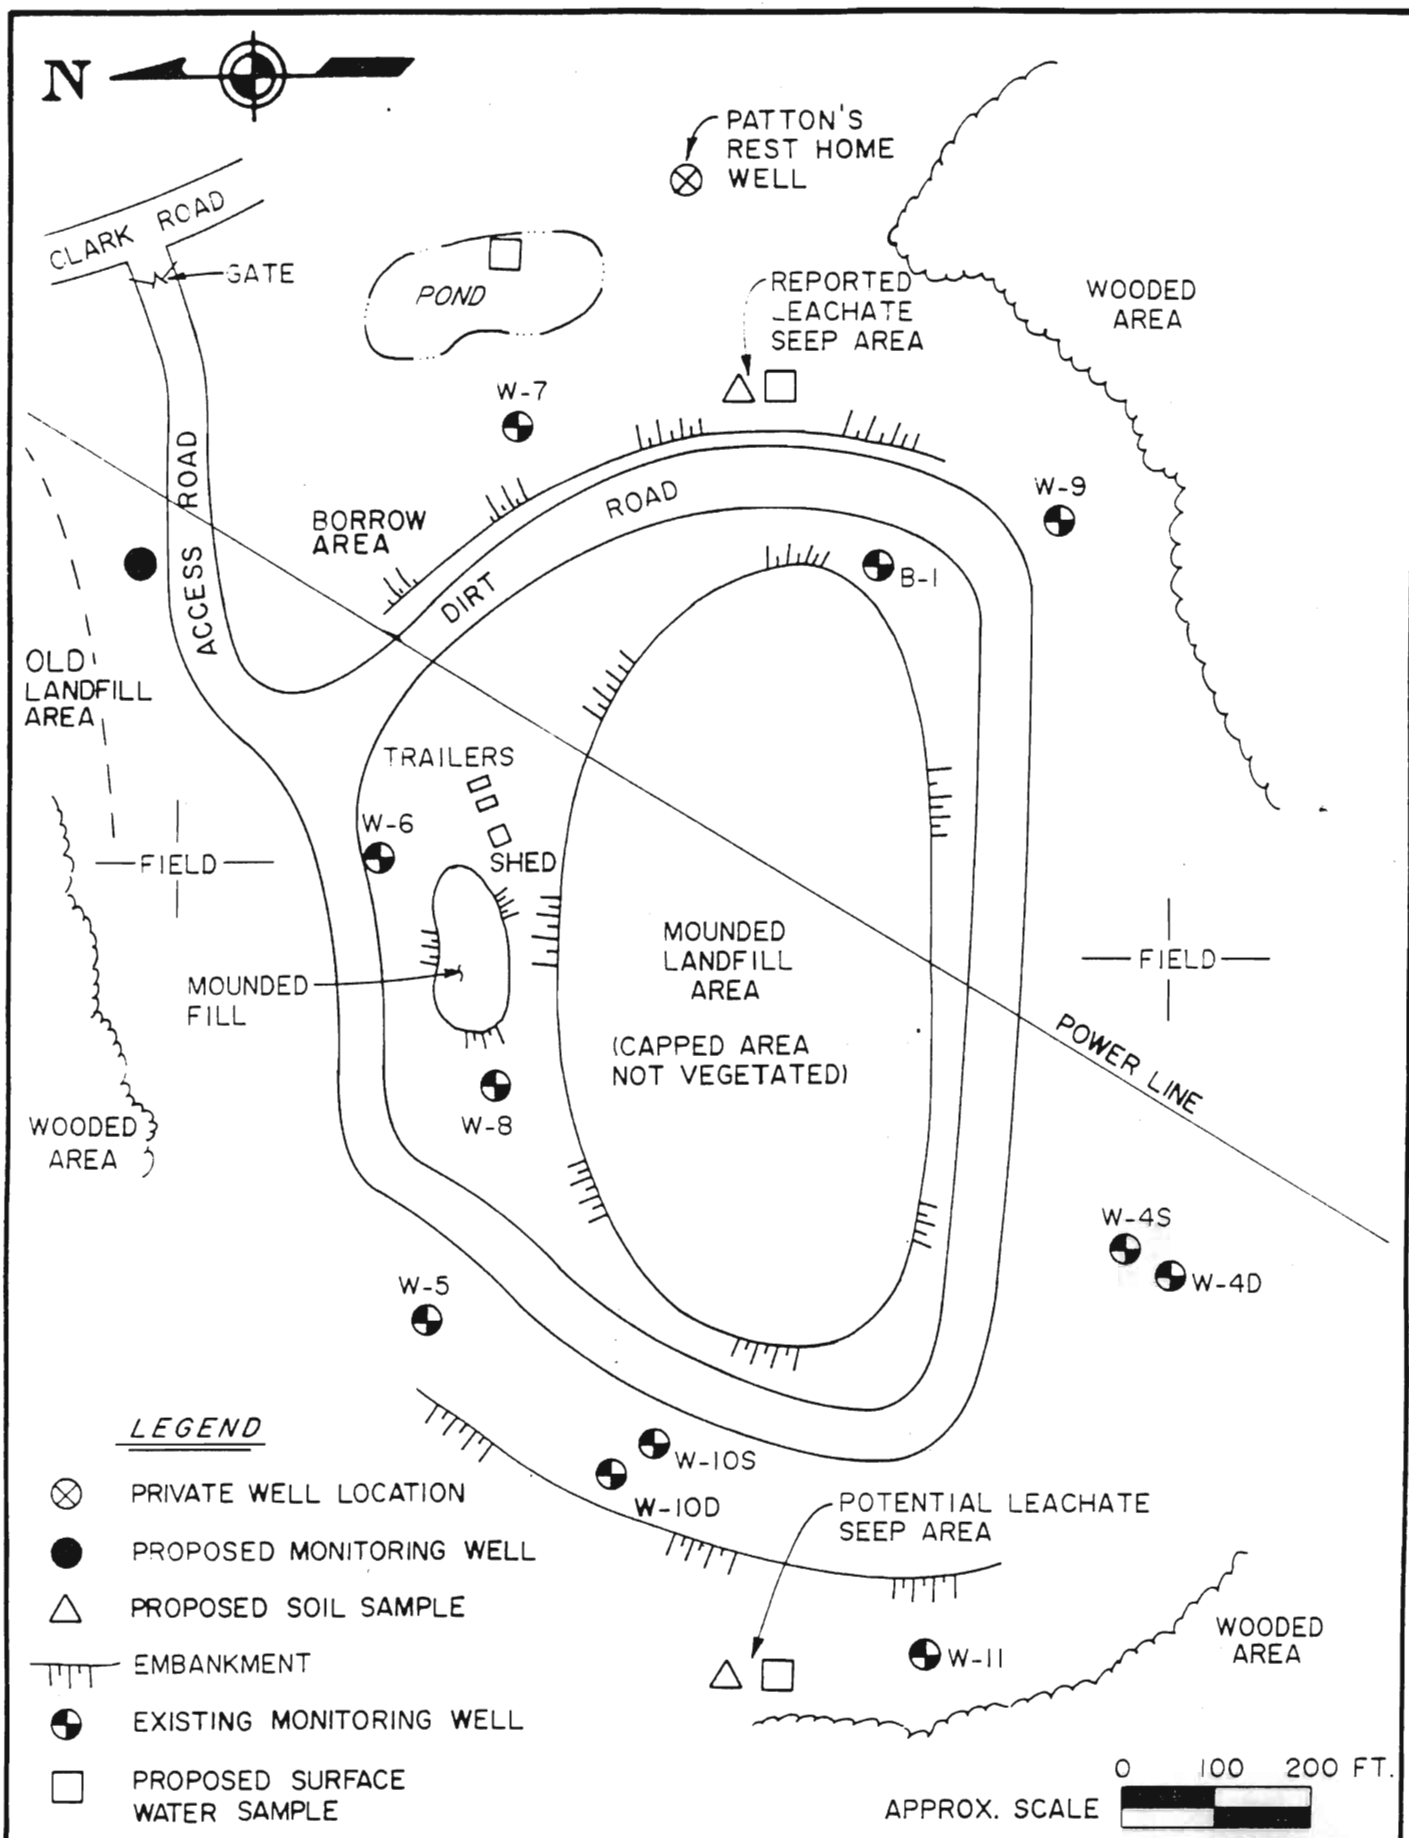 N
PATTON'S
REST HOME
WELL
CLARK ROAD
GATE
POND
REPORTED
LEACHATE
SEEP AREA
WOODED
AREA
W-7
W-9
ACCESS ROAD
BORROW
AREA
DIRT ROAD
B-1
OLD
LANDFILL
AREA
TRAILERS
W-6
SHED
FIELD
MOUNDED
LANDFILL
AREA
(CAPPED AREA
NOT VEGETATED)
FIELD
MOUNDED
FILL
POWER LINE
W-8
WOODED
AREA
W-4S
W-4D
W-5
W-10S
W-10D
POTENTIAL LEACHATE
SEEP AREA
W-11
WOODED
AREA
LEGEND
PRIVATE WELL LOCATION
PROPOSED MONITORING WELL
PROPOSED SOIL SAMPLE
EMBANKMENT
EXISTING MONITORING WELL
PROPOSED SURFACE
WATER SAMPLE
0 100 200 FT.
APPROX. SCALE